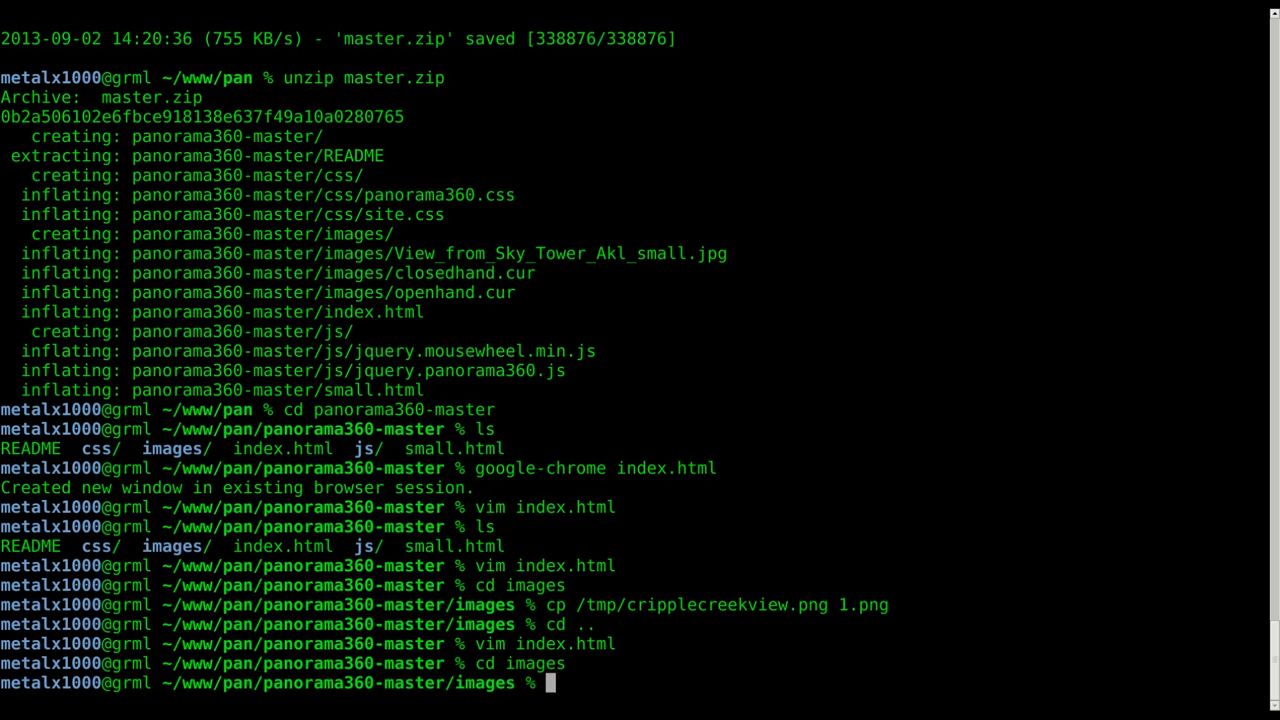 2013-09-02 14:20:36 (755 KB/s) - 'master.zip' saved [338876/338876]
metalx1000@grml ~/www/pan % unzip master.zip
Archive:  master.zip
0b2a506102e6fbce918138e637f49a10a0280765
   creating: panorama360-master/
 extracting: panorama360-master/README
   creating: panorama360-master/css/
  inflating: panorama360-master/css/panorama360.css
  inflating: panorama360-master/css/site.css
   creating: panorama360-master/images/
  inflating: panorama360-master/images/View_from_Sky_Tower_Akl_small.jpg
  inflating: panorama360-master/images/closedhand.cur
  inflating: panorama360-master/images/openhand.cur
  inflating: panorama360-master/index.html
   creating: panorama360-master/js/
  inflating: panorama360-master/js/jquery.mousewheel.min.js
  inflating: panorama360-master/js/jquery.panorama360.js
  inflating: panorama360-master/small.html
metalx1000@grml ~/www/pan % cd panorama360-master
metalx1000@grml ~/www/pan/panorama360-master % ls
README  css/  images/  index.html  js/  small.html
metalx1000@grml ~/www/pan/panorama360-master % google-chrome index.html
Created new window in existing browser session.
metalx1000@grml ~/www/pan/panorama360-master % vim index.html
metalx1000@grml ~/www/pan/panorama360-master % ls
README  css/  images/  index.html  js/  small.html
metalx1000@grml ~/www/pan/panorama360-master % vim index.html
metalx1000@grml ~/www/pan/panorama360-master % cd images
metalx1000@grml ~/www/pan/panorama360-master/images % cp /tmp/cripplecreekview.png 1.png
metalx1000@grml ~/www/pan/panorama360-master/images % cd ..
metalx1000@grml ~/www/pan/panorama360-master % vim index.html
metalx1000@grml ~/www/pan/panorama360-master % cd images
metalx1000@grml ~/www/pan/panorama360-master/images %